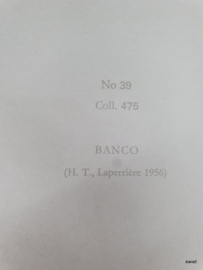 No 39
Coll. 475
BANCO
(H. T., Laperrière 1956)